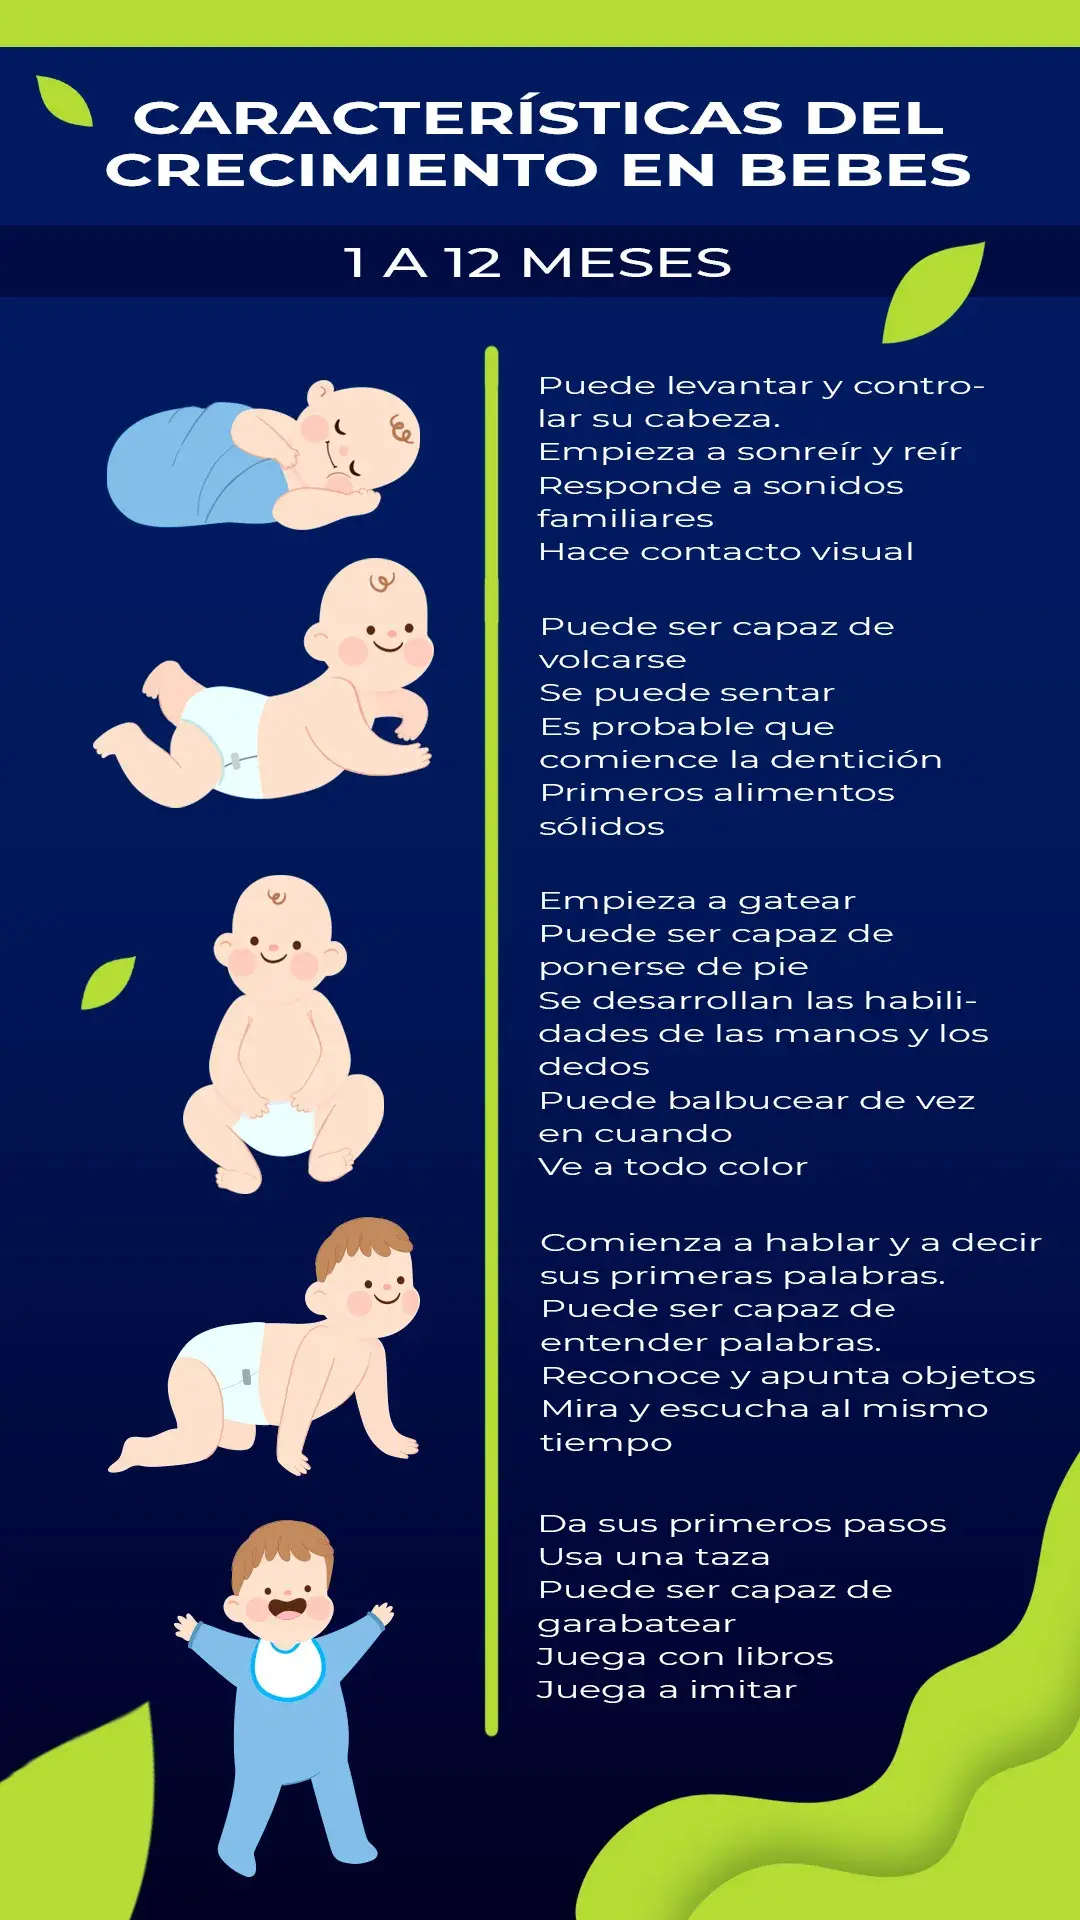 CARACTERÍSTICAS DEL
CRECIMIENTO EN BEBES
1 A 12 MESES
Puede levantar y contro-
lar su cabeza.
Empieza a sonreír y reír
Responde a sonidos
familiares
Hace contacto visual
Puede ser capaz de
volcarse
Se puede sentar
Es probable que
comience la dentición
Primeros alimentos
sólidos
Empieza a gatear
Puede ser capaz de
ponerse de pie
Se desarrollan las habili-
dades de las manos y los
dedos
Puede balbucear de vez
en cuando
Ve a todo color
Comienza a hablar y a decir
sus primeras palabras.
Puede ser capaz de
entender palabras.
Reconoce y apunta objetos
Mira y escucha al mismo
tiempo
Da sus primeros pasos
Usa una taza
Puede ser capaz de
garabatear
Juega con libros
Juega a imitar